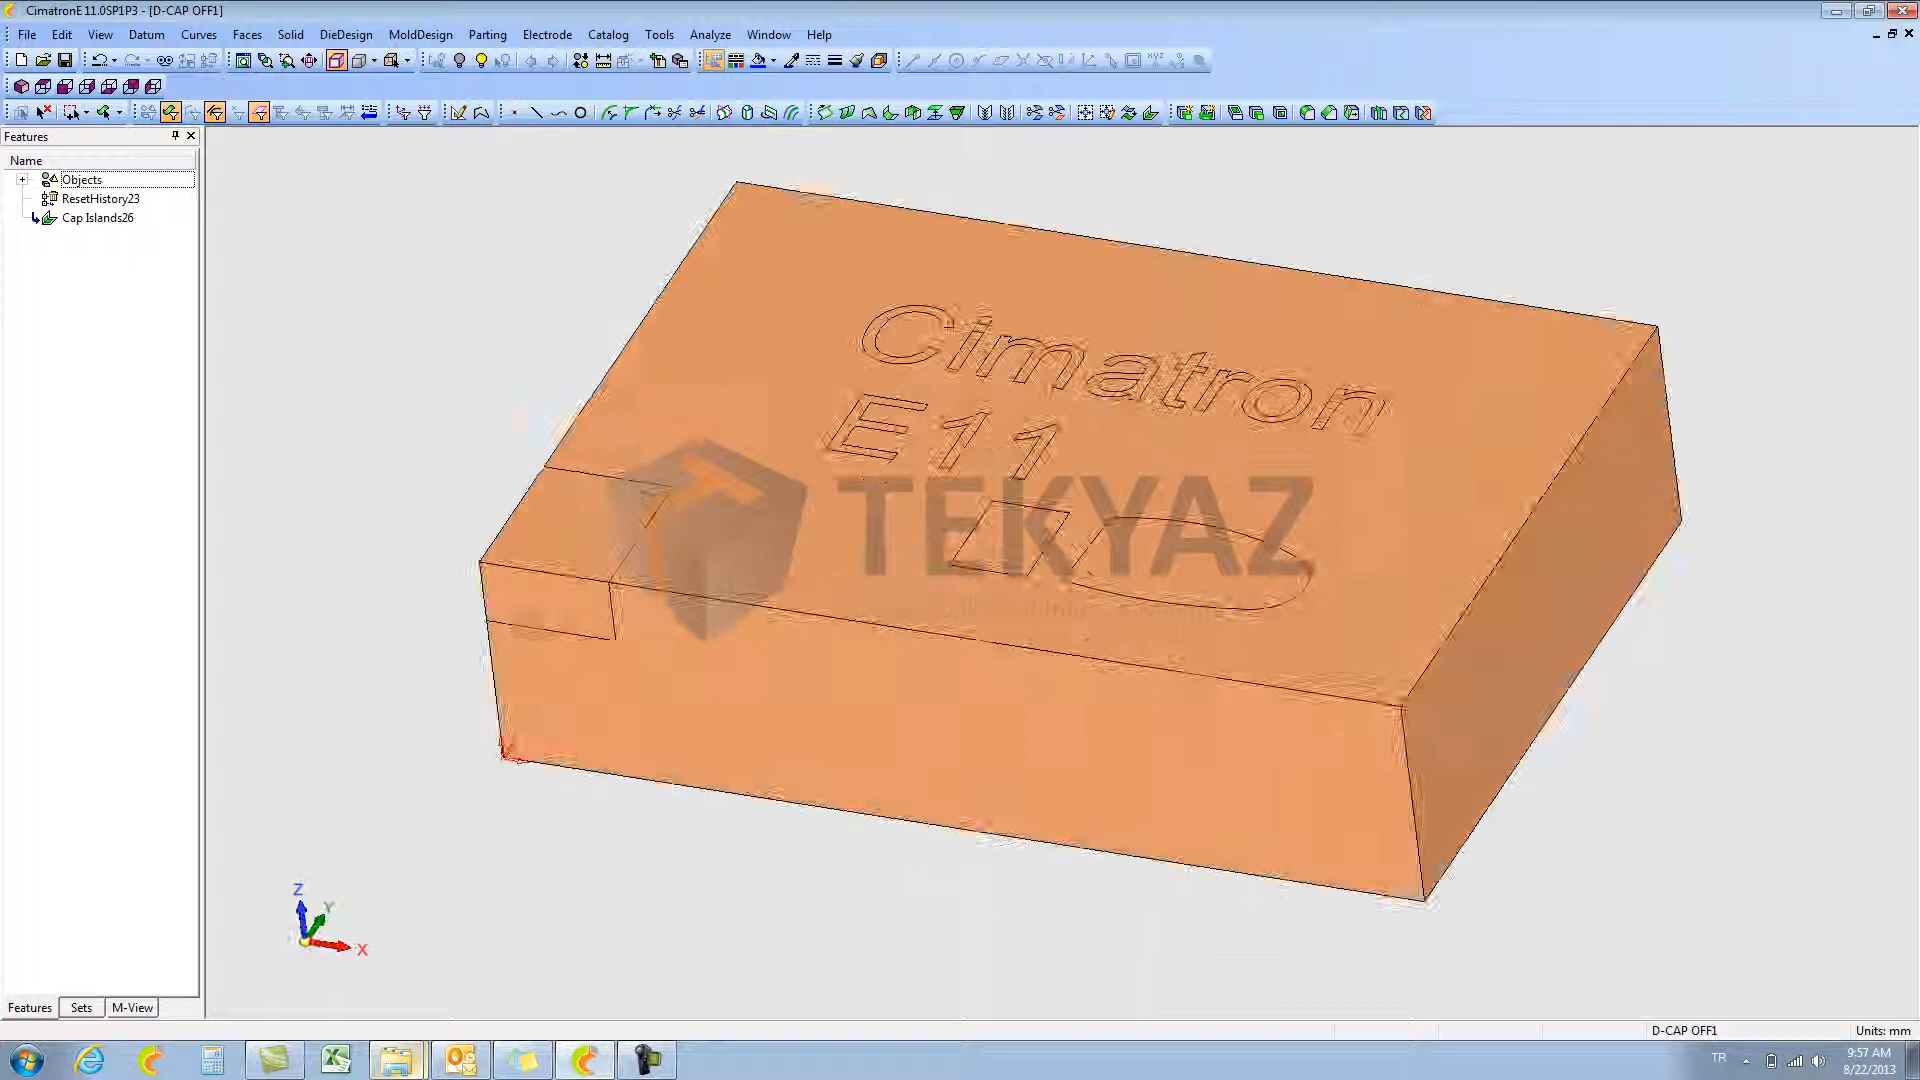 CimatronE 11.0SP1P3 - [D-CAP OFF1]
File Edit View Datum Curves Faces Solid DieDesign MoldDesign Parting Electrode Catalog Tools Analyze Window Help
Features
Name
Objects
ResetHistory23
Cap Islands26
Cimatron
E11
TEKYAZ
Z
Y
X
Features Sets M-View
D-CAP OFF1 Units: mm
TR
9:57 AM
8/22/2013